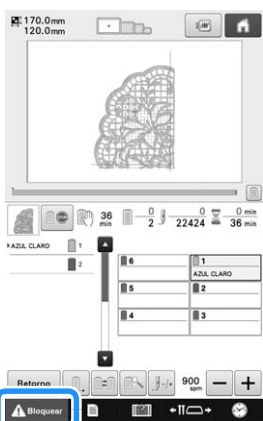 170.0mm
120.0mm
36 min
0 2
0 22424
0 min 36 min
AZUL CLARO 1
2
6
1
AZUL CLARO
5
2
4
3
Retorno
900 spm
- +
Bloquear